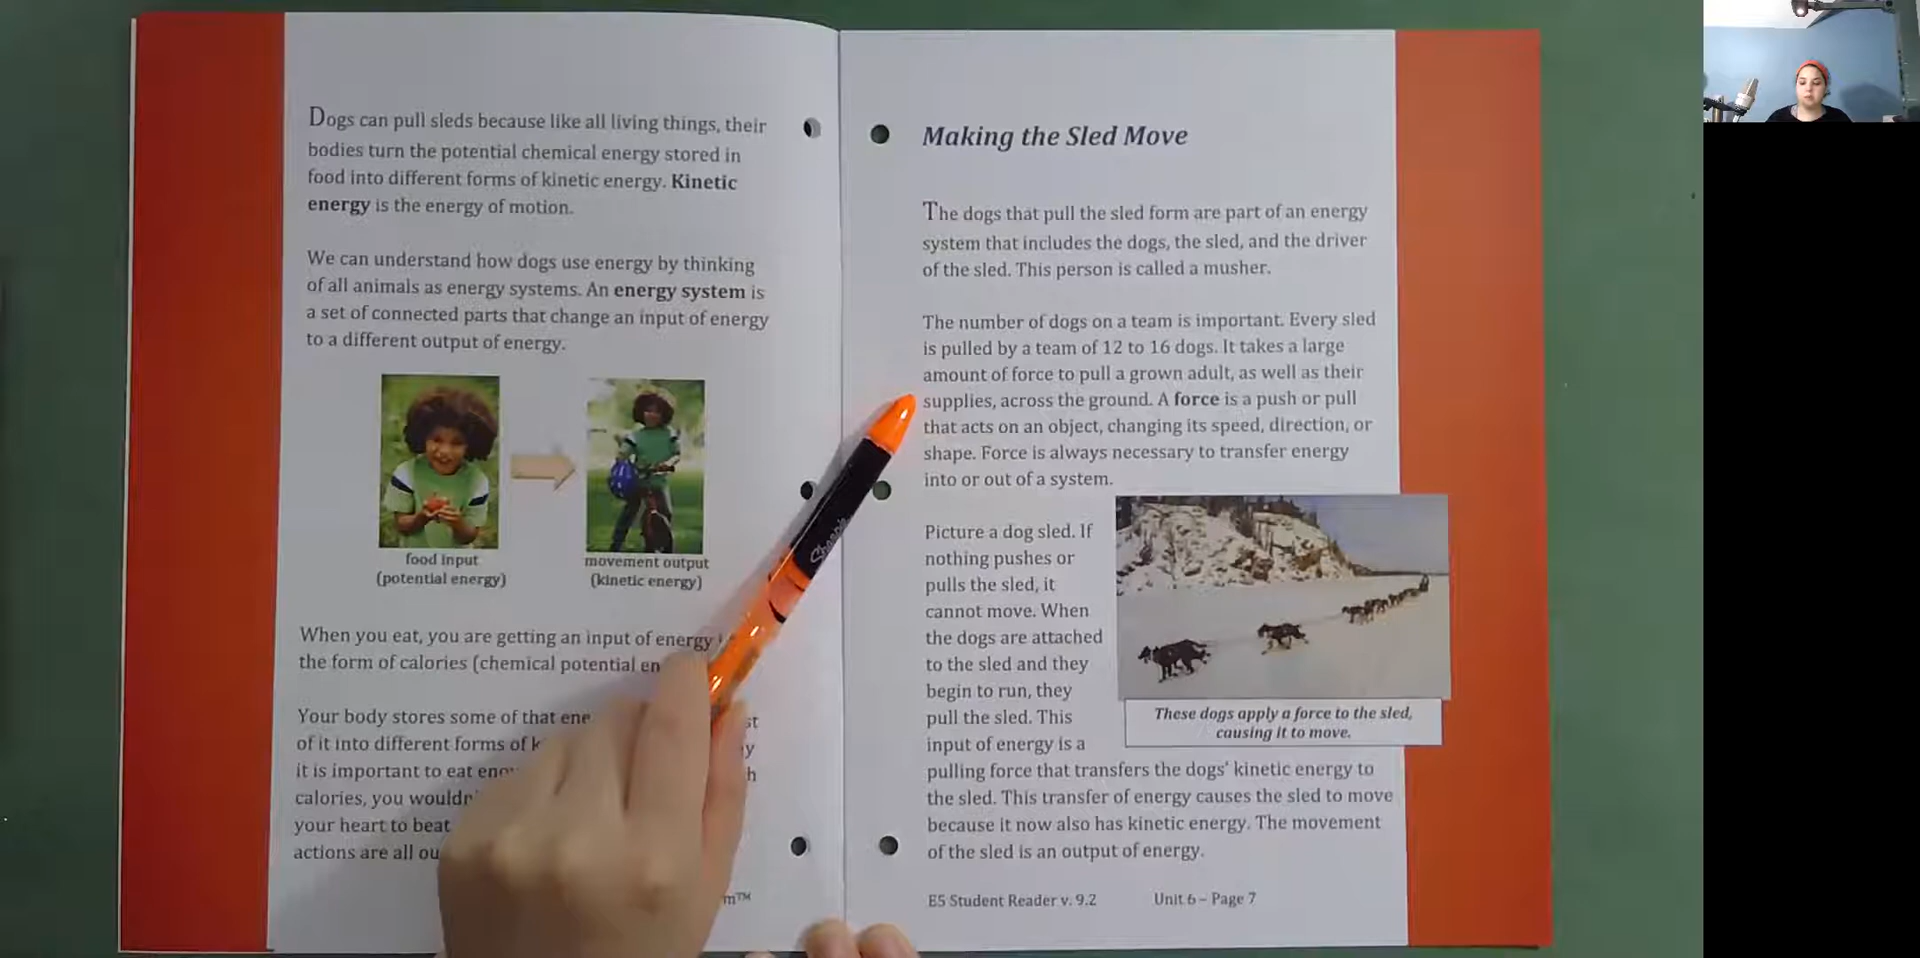 Dogs can pull sleds because like all living things, their
bodies turn the potential chemical energy stored in
food into different forms of kinetic energy. Kinetic
energy is the energy of motion.
We can understand how dogs use energy by thinking
of all animals as energy systems. An energy system is
a set of connected parts that change an input of energy
to a different output of energy.
food input
(potential energy)
movement output
(kinetic energy)
When you eat, you are getting an input of energy
the form of calories (chemical potential
Your body stores some of that
of it into different forms of
it is important to eat
calories, you
your heart to beat
actions are all
Making the Sled Move
The dogs that pull the sled form are part of an energy
system that includes the dogs, the sled, and the driver
of the sled. This person is called a musher.
The number of dogs on a team is important. Every sled
is pulled by a team of 12 to 16 dogs. It takes a large
amount of force to pull a grown adult, as well as their
supplies, across the ground. A force is a push or pull
that acts on an object, changing its speed, direction, or
shape. Force is always necessary to transfer energy
into or out of a system.
Picture a dog sled. If
nothing pushes or
pulls the sled, it
cannot move. When
the dogs are attached
to the sled and they
begin to run, they
pull the sled. This
input of energy is a
pulling force that transfers the dogs' kinetic energy to
the sled. This transfer of energy causes the sled to move
because it now also has kinetic energy. The movement
of the sled is an output of energy.
These dogs apply a force to the sled,
causing it to move.
E5 Student Reader v. 9.2 Unit 6 – Page 7
Sharpie